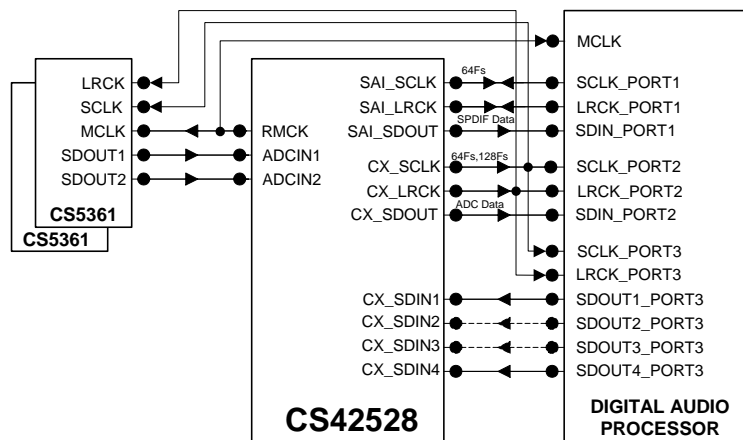 LRCK
SCLK
MCLK
SDOUT1
SDOUT2
CS5361
CS5361
RMCK
ADCIN1
ADCIN2
SAI_SCLK
SAI_LRCK
SAI_SDOUT
CX_SCLK
CX_LRCK
CX_SDOUT
CX_SDIN1
CX_SDIN2
CX_SDIN3
CX_SDIN4
CS42528
64Fs
SPDIF Data
64Fs,128Fs
ADC Data
MCLK
SCLK_PORT1
LRCK_PORT1
SDIN_PORT1
SCLK_PORT2
LRCK_PORT2
SDIN_PORT2
SCLK_PORT3
LRCK_PORT3
SDOUT1_PORT3
SDOUT2_PORT3
SDOUT3_PORT3
SDOUT4_PORT3
DIGITAL AUDIO
PROCESSOR